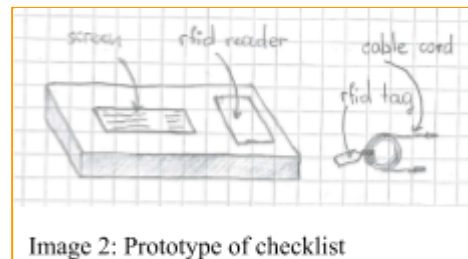 screen
rfid reader
cable cord
rfid tag
Image 2: Prototype of checklist